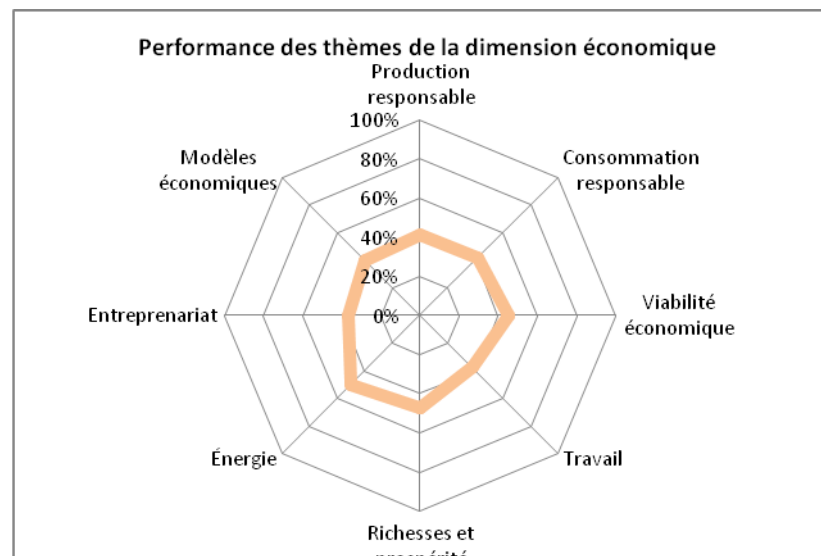 Performance des thèmes de la dimension économique
Production
responsable
100%
80%
60%
40%
20%
0%
Consommation
responsable
Viabilité
économique
Travail
Richesses et
prospérité
Énergie
Entreprenariat
Modèles
économiques